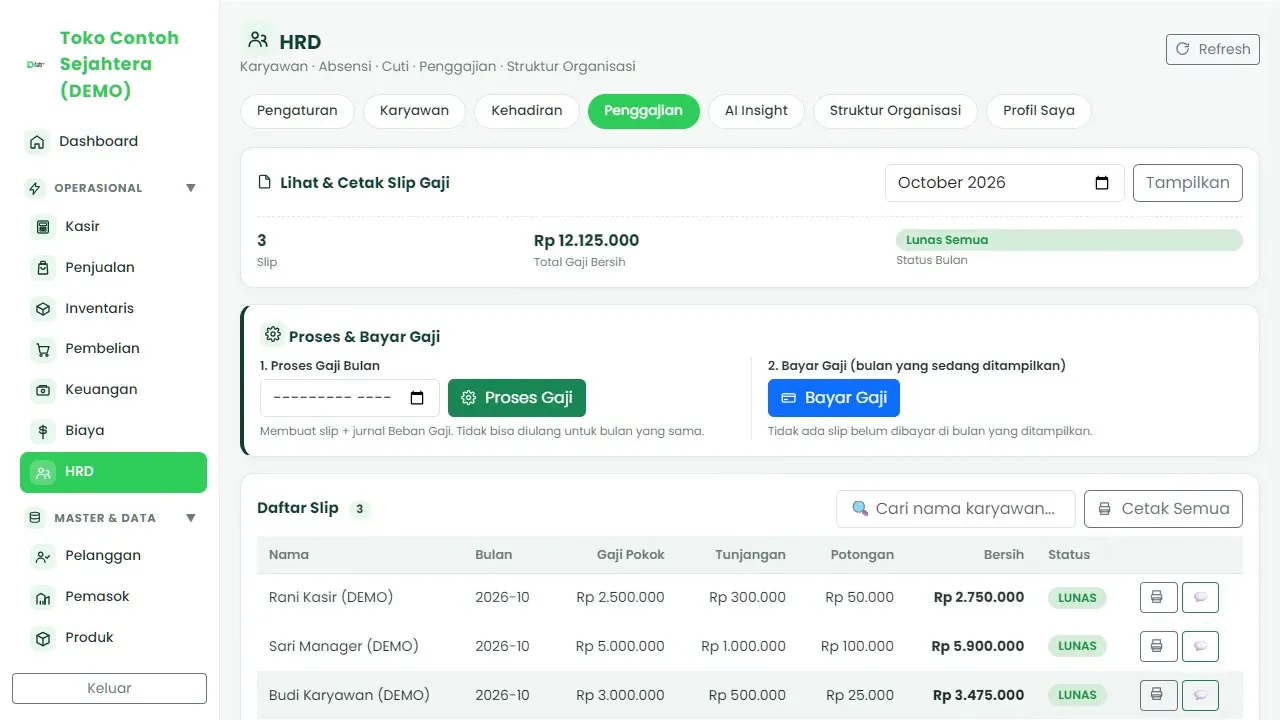 Toko Contoh
Sejahtera
(DEMO)
Dashboard
OPERASIONAL ▼
Kasir
Penjualan
Inventaris
Pembelian
Keuangan
Biaya
HRD
MASTER & DATA ▼
Pelanggan
Pemasok
Produk
Keluar
HRD
Karyawan · Absensi · Cuti · Penggajian · Struktur Organisasi
Refresh
Pengaturan Karyawan Kehadiran Penggajian AI Insight Struktur Organisasi Profil Saya
Lihat & Cetak Slip Gaji
October 2026
Tampilkan
3 Rp 12.125.000 Lunas Semua
Slip Total Gaji Bersih Status Bulan
Proses & Bayar Gaji
1. Proses Gaji Bulan
--------- ---- Proses Gaji
Membuat slip + jurnal Beban Gaji. Tidak bisa diulang untuk bulan yang sama.
2. Bayar Gaji (bulan yang sedang ditampilkan)
Bayar Gaji
Tidak ada slip belum dibayar di bulan yang ditampilkan.
Daftar Slip 3
🔍 Cari nama karyawan...
Cetak Semua
Nama Bulan Gaji Pokok Tunjangan Potongan Bersih Status
Rani Kasir (DEMO) 2026-10 Rp 2.500.000 Rp 300.000 Rp 50.000 Rp 2.750.000 LUNAS
Sari Manager (DEMO) 2026-10 Rp 5.000.000 Rp 1.000.000 Rp 100.000 Rp 5.900.000 LUNAS
Budi Karyawan (DEMO) 2026-10 Rp 3.000.000 Rp 500.000 Rp 25.000 Rp 3.475.000 LUNAS